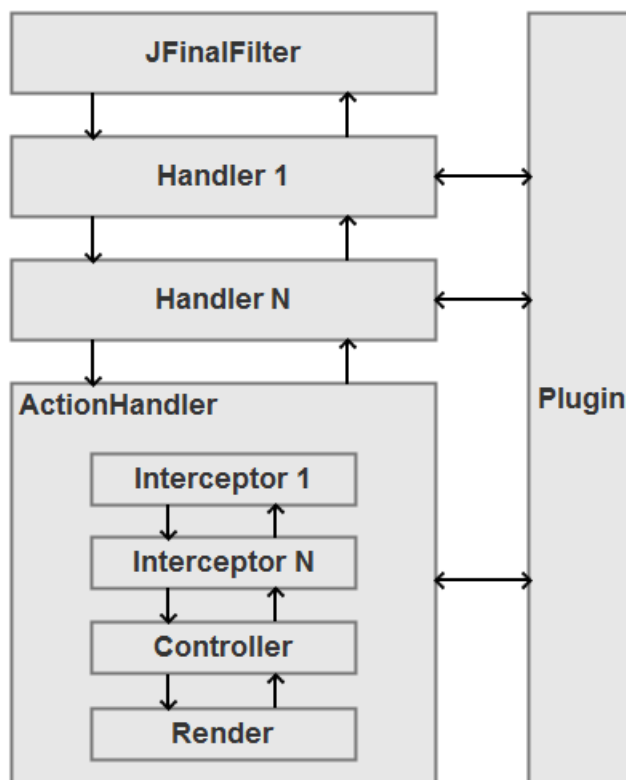 JFinalFilter
Handler 1
Handler N
ActionHandler
Plugin
Interceptor 1
Interceptor N
Controller
Render